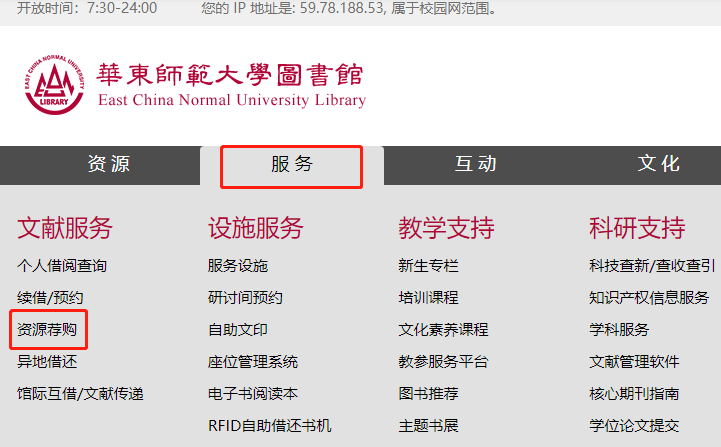 开放时间：7:30-24:00 您的 IP 地址是: 59.78.188.53, 属于校园网范围。
EAST CHINA NORMAL UNIVERSITY
LIBRARY
華東師範大學圖書館
East China Normal University Library
资源 服务 互动 文化
文献服务 设施服务 教学支持 科研支持
个人借阅查询 服务设施 新生专栏 科技查新/查收查引
续借/预约 研讨间预约 培训课程 知识产权信息服务
资源荐购 自助文印 文化素养课程 学科服务
异地借还 座位管理系统 教参服务平台 文献管理软件
馆际互借/文献传递 电子书阅读本 图书推荐 核心期刊指南
RFID自助借还书机 主题书展 学位论文提交